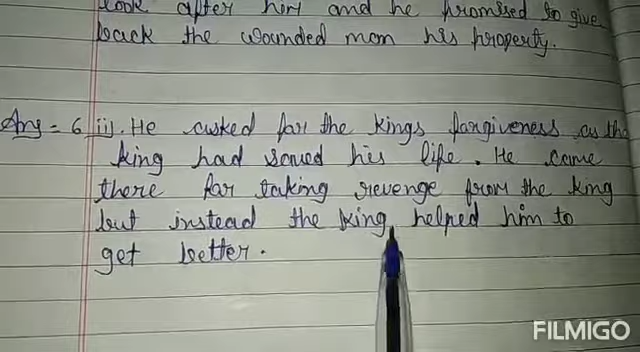 look after him and he promised to give
back the wounded man his property.
Ans = 6 ii). He asked for the kings forgiveness as the
king had saved his life. He came
there for taking revenge from the king
but instead the king helped him to
get better.
FILMIGO